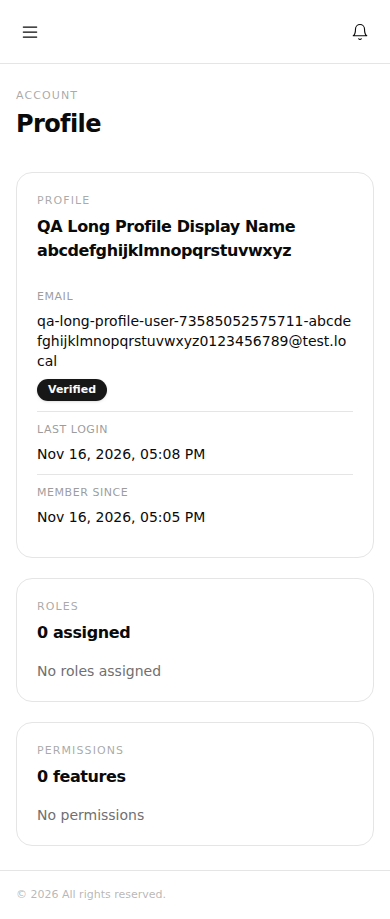 ACCOUNT
Profile
PROFILE
QA Long Profile Display Name
abcdefghijklmnopqrstuvwxyz
EMAIL
qa-long-profile-user-73585052575711-abcde
fghijklmnopqrstuvwxyz0123456789@test.lo
cal
Verified
LAST LOGIN
Nov 16, 2026, 05:08 PM
MEMBER SINCE
Nov 16, 2026, 05:05 PM
ROLES
0 assigned
No roles assigned
PERMISSIONS
0 features
No permissions
© 2026 All rights reserved.